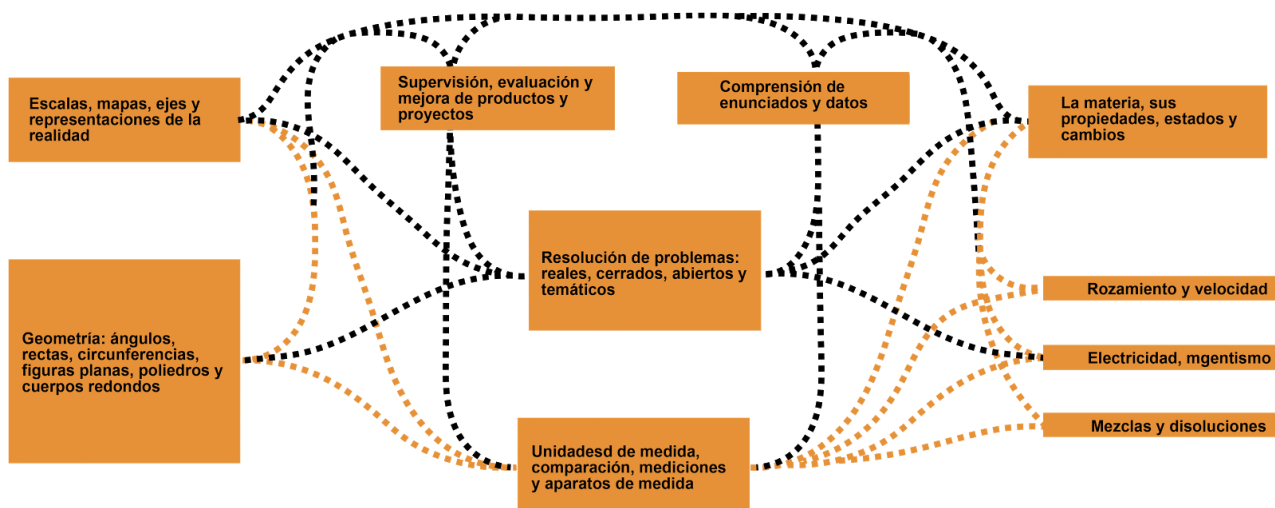 Escalas, mapas, ejes y
representaciones de la
realidad
Supervisión, evaluación y
mejora de productos y
proyectos
Comprensión de
enunciados y datos
La materia, sus
propiedades, estados y
cambios
Resolución de problemas:
reales, cerrados, abiertos y
temáticos
Geometría: ángulos,
rectas, circunferencias,
figuras planas, poliedros y
cuerpos redondos
Rozamiento y velocidad
Electricidad, mgentismo
Mezclas y disoluciones
Unidadesd de medida,
comparación, mediciones
y aparatos de medida